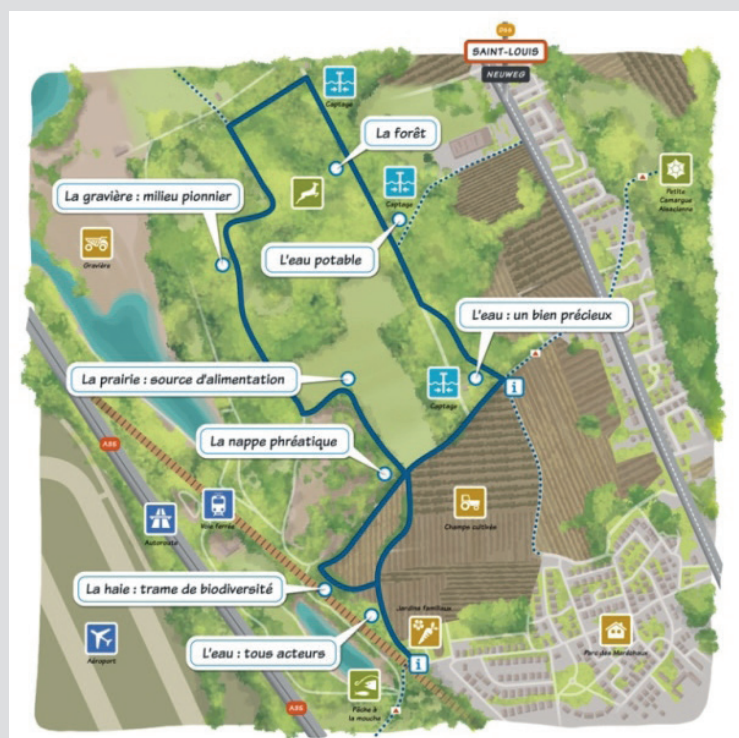 D66
SAINT-LOUIS
NEUWEG
Captage
La forêt
Petite
Camargue
Alsacienne
La gravière : milieu pionnier
Captage
Gravière
L'eau potable
L'eau : un bien précieux
La prairie : source d'alimentation
i
Captage
A35
La nappe phréatique
Autoroute
Voie ferrée
Champs cultivés
La haie : trame de biodiversité
Jardins familiaux
L'eau : tous acteurs
Aéroport
Parc des Maréchaux
i
Pêche à
la mouche
A35